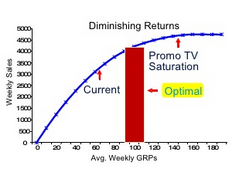 Diminishing Returns
5000
4500
4000
3500
3000
2500
2000
1500
1000
500
0
Weekly Sales
Promo TV
Saturation
Current
Optimal
0 20 40 60 80 100 120 140 160 180
Avg. Weekly GRPs